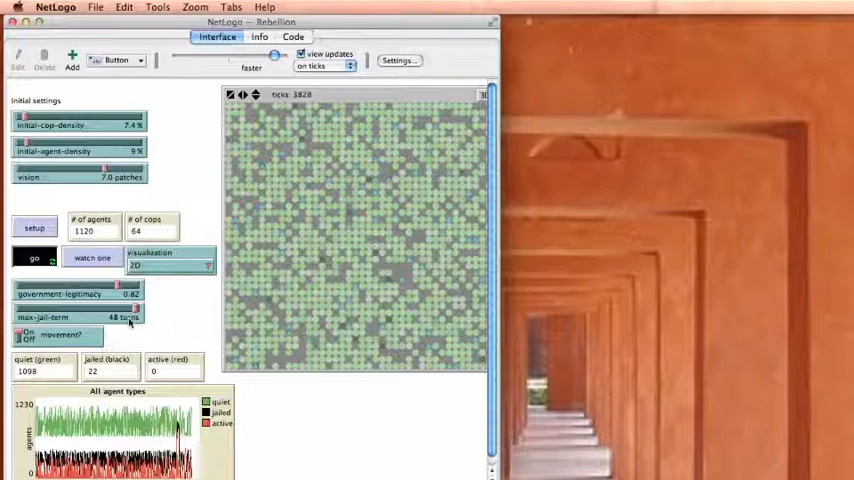 NetLogo File Edit Tools Zoom Tabs Help
NetLogo — Rebellion
Interface Info Code
Edit Delete Add Button faster view updates on ticks Settings...
ticks: 3828 3D
Initial settings
initial-cop-density 7.4 %
initial-agent-density 9 %
vision 7.0 patches
# of agents # of cops
setup 1120 64
visualization
go watch one 2D
government-legitimacy 0.82
max-jail-term 48 turns
On
Off movement?
quiet (green) jailed (black) active (red)
1098 22 0
All agent types
1230
agents
0
quiet
jailed
active